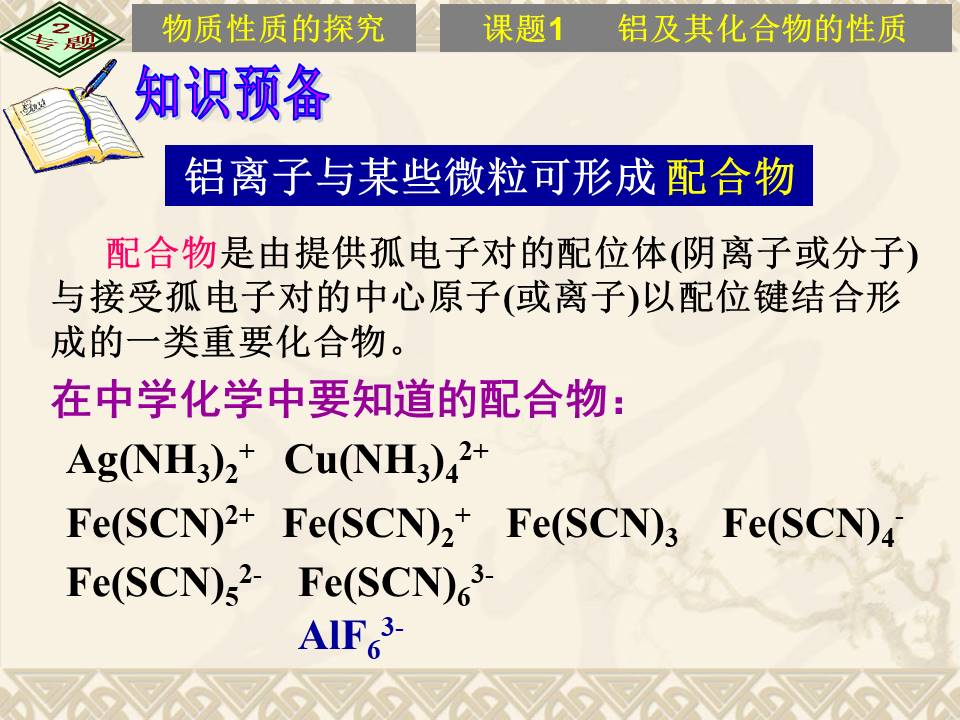 2
专题
物质性质的探究
课题1 铝及其化合物的性质
知识预备
铝离子与某些微粒可形成 配合物
配合物是由提供孤电子对的配位体(阴离子或分子)
与接受孤电子对的中心原子(或离子)以配位键结合形
成的一类重要化合物。
在中学化学中要知道的配合物：
Ag(NH₃)₂⁺ Cu(NH₃)₄²⁺
Fe(SCN)²⁺ Fe(SCN)₂⁺ Fe(SCN)₃ Fe(SCN)₄⁻
Fe(SCN)₅²⁻ Fe(SCN)₆³⁻
AlF₆³⁻